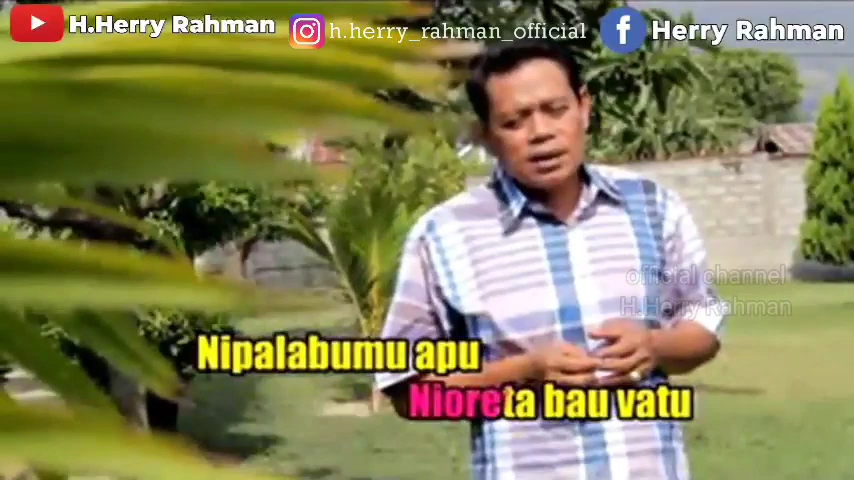 H.Herry Rahman
h.herry_rahman_official
Herry Rahman
official channel
H.Herry Rahman
Nipalabumu apu
Nioreta bau vatu